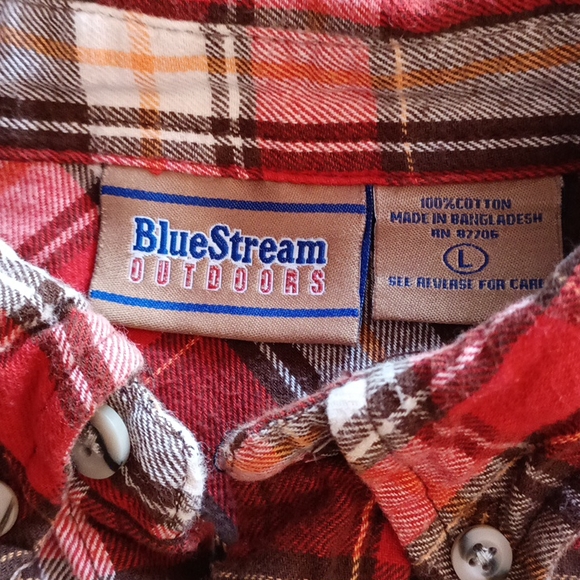 BlueStream
OUTDOORS
100%COTTON
MADE IN BANGLADESH
RN 87706
L
SEE REVERSE FOR CARE